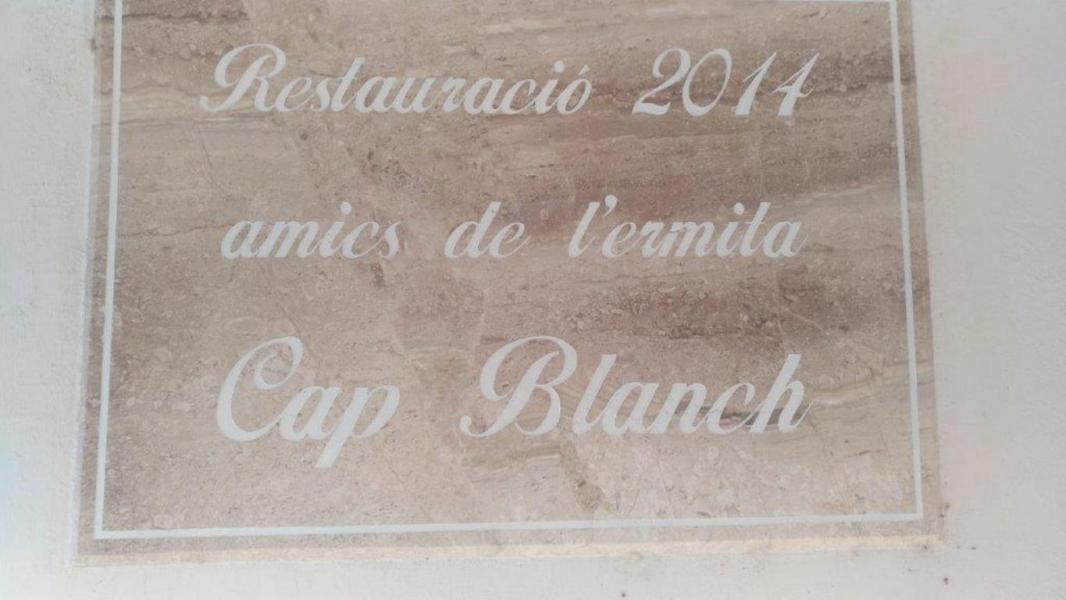 Restauració 2014
amics de l'ermita
Cap Blanch